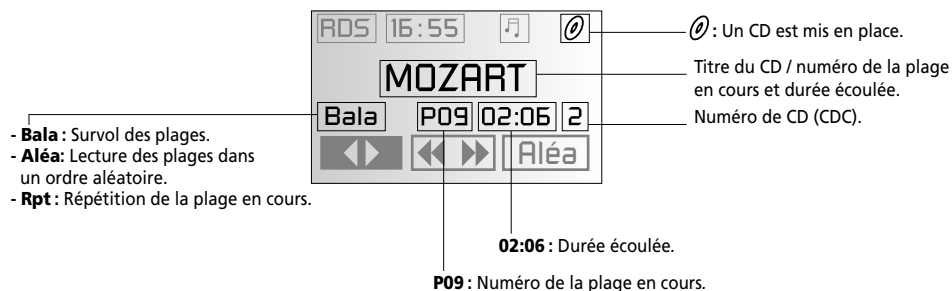 RDS 16:55
MOZART
Bala P09 02:06 2
Aléa
: Un CD est mis en place.
Titre du CD / numéro de la plage
en cours et durée écoulée.
Numéro de CD (CDC).
- Bala : Survol des plages.
- Aléa: Lecture des plages dans
un ordre aléatoire.
- Rpt : Répétition de la plage en cours.
02:06 : Durée écoulée.
P09 : Numéro de la plage en cours.